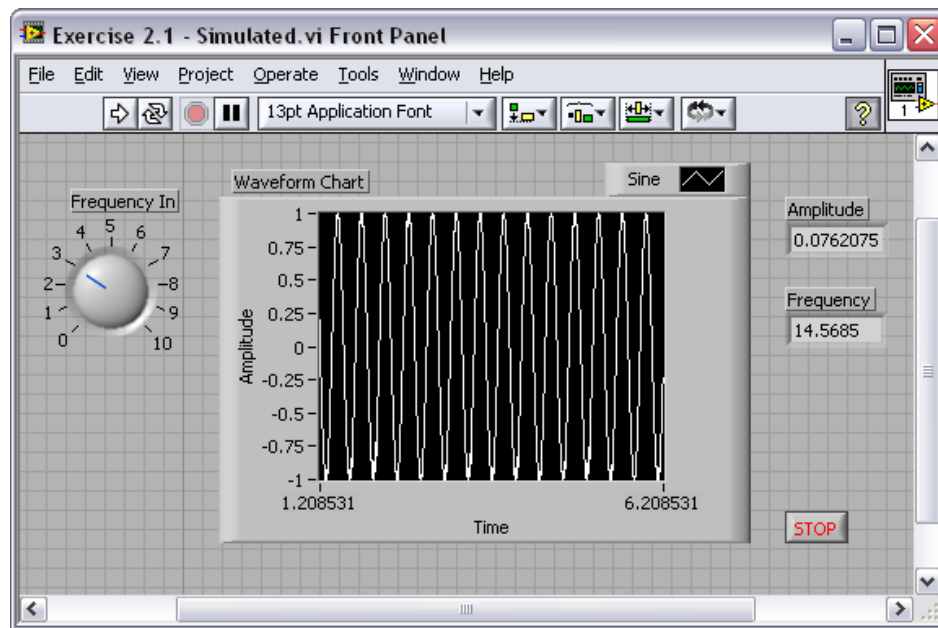 Exercise 2.1 - Simulated.vi Front Panel
File Edit View Project Operate Tools Window Help
13pt Application Font
1
Frequency In
0
1
2
3
4
5
6
7
8
9
10
Waveform Chart
Sine
Amplitude
1
0.75
0.5
0.25
0
-0.25
-0.5
-0.75
-1
1.208531
6.208531
Time
Amplitude
0.0762075
Frequency
14.5685
STOP